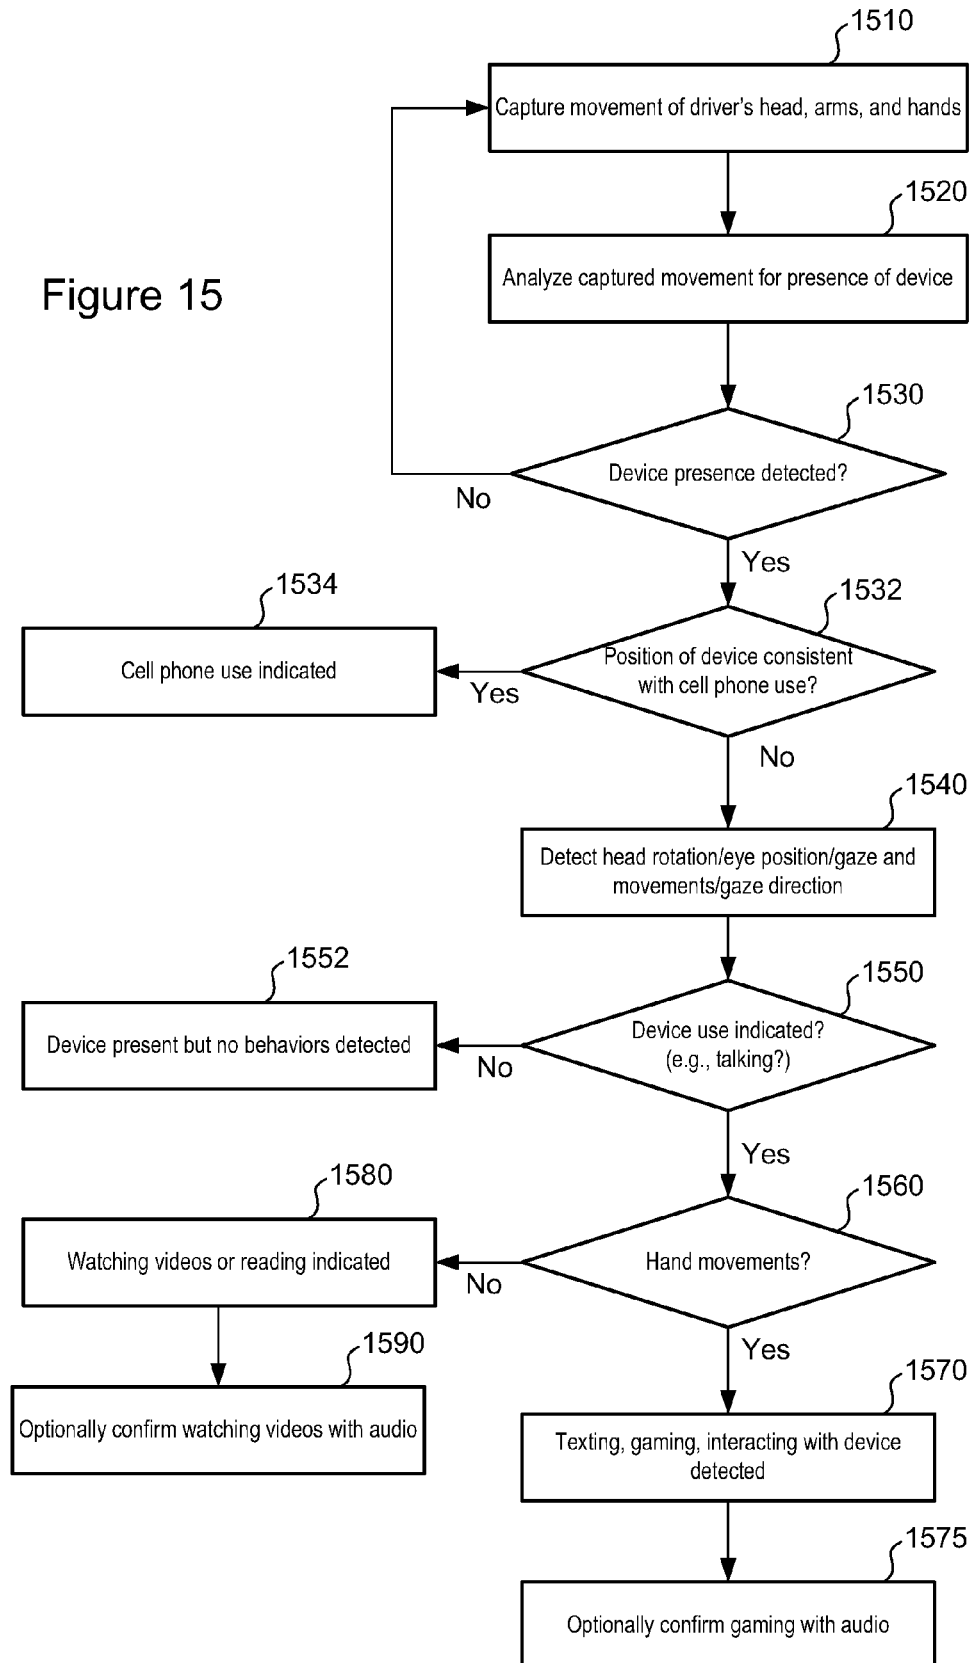 1510
Capture movement of driver's head, arms, and hands
1520
Analyze captured movement for presence of device
Figure 15
1530
Device presence detected?
No
Yes
1534
1532
Cell phone use indicated
Position of device consistent
with cell phone use?
Yes
No
1540
Detect head rotation/eye position/gaze and
movements/gaze direction
1552
1550
Device present but no behaviors detected
Device use indicated?
(e.g., talking?)
No
Yes
1580
1560
Watching videos or reading indicated
Hand movements?
No
Yes
1590
1570
Optionally confirm watching videos with audio
Texting, gaming, interacting with device
detected
1575
Optionally confirm gaming with audio